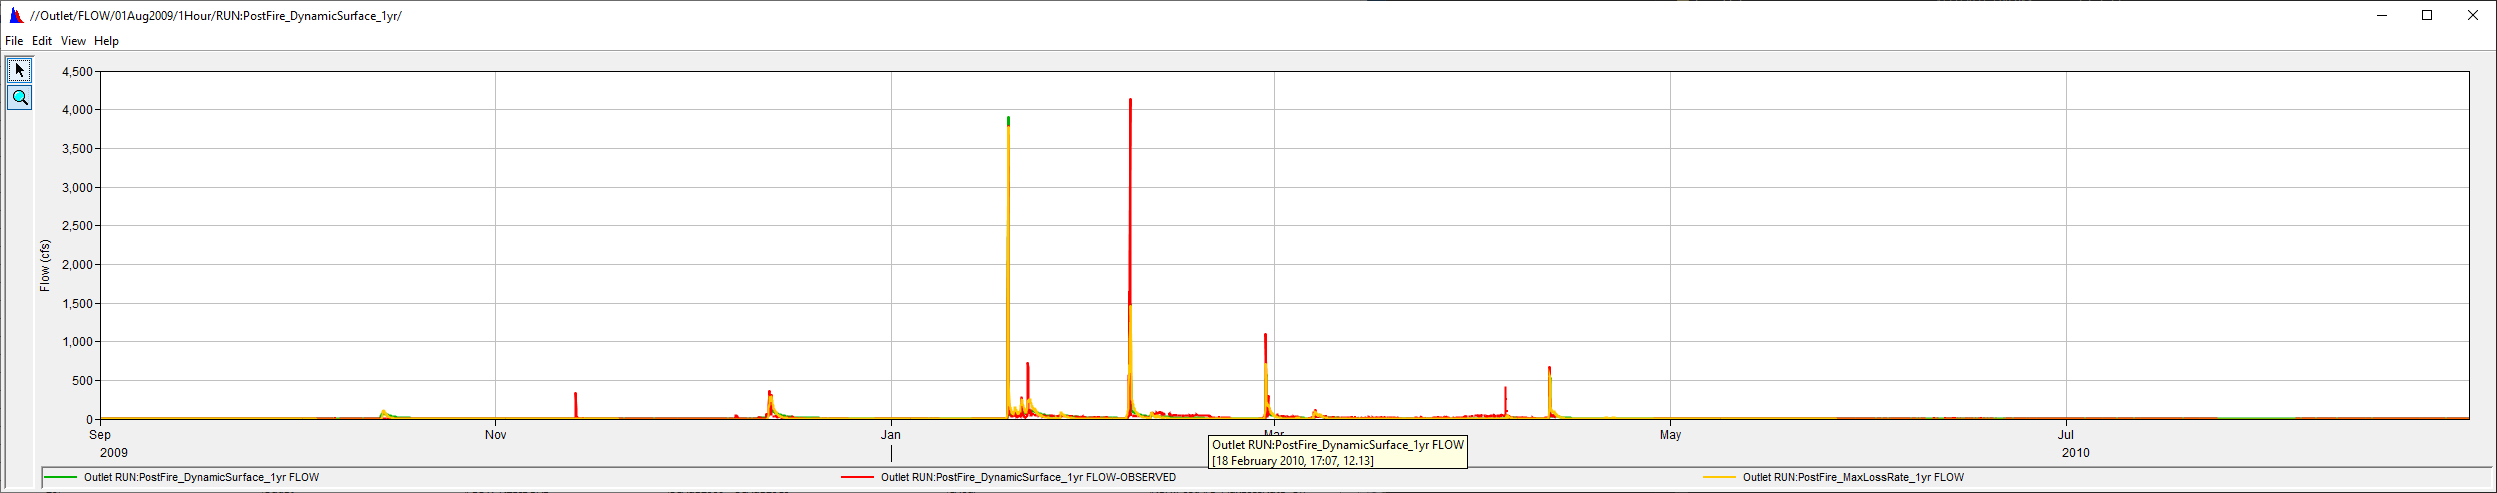 //Outlet/FLOW/01Aug2009/1Hour/RUN:PostFire_DynamicSurface_1yr/
File Edit View Help
4,500
4,000
3,500
3,000
2,500
2,000
1,500
1,000
500
0
Flow (cfs)
Sep Nov Jan Mar May Jul
2009 2010
Outlet RUN:PostFire_DynamicSurface_1yr FLOW
[18 February 2010, 17:07, 12.13]
Outlet RUN:PostFire_DynamicSurface_1yr FLOW Outlet RUN:PostFire_DynamicSurface_1yr FLOW-OBSERVED Outlet RUN:PostFire_MaxLossRate_1yr FLOW